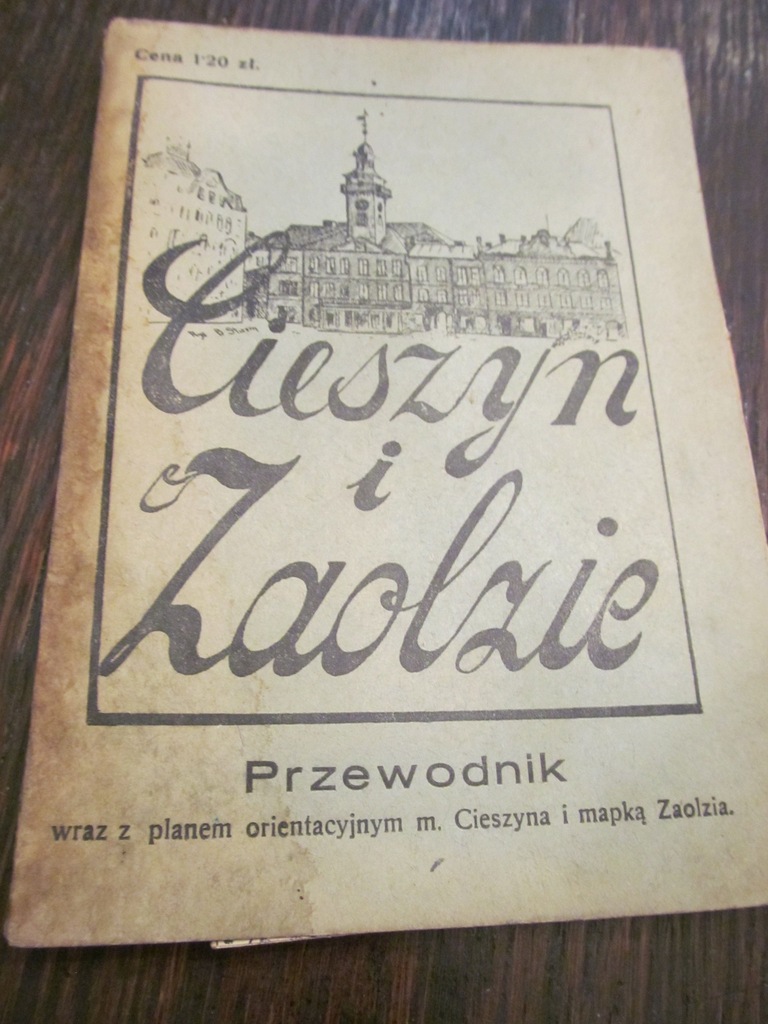 Cena 1'20 zł.
Cieszyn
i
Zaolzie
Przewodnik
wraz z planem orientacyjnym m. Cieszyna i mapką Zaolzia.